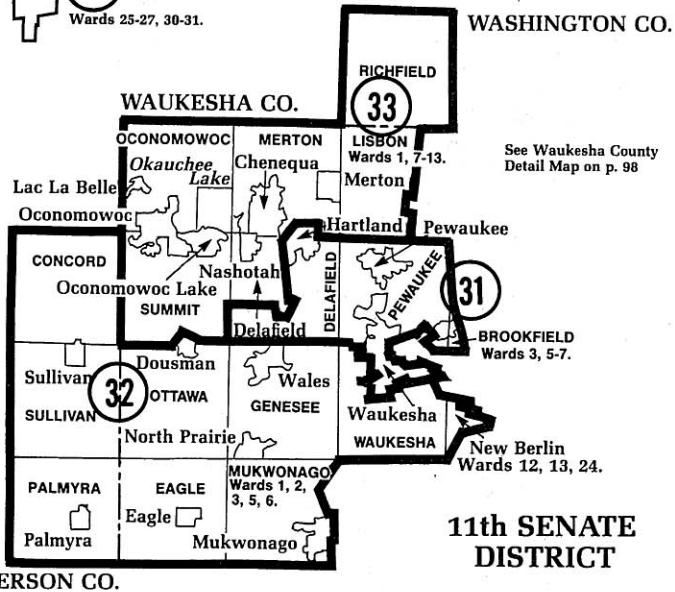 Wards 25-27, 30-31.
WASHINGTON CO.
RICHFIELD
33
WAUKESHA CO.
OCONOMOWOC
MERTON
LISBON
Wards 1, 7-13.
See Waukesha County
Detail Map on p. 98
Okauchee
Lake
Chenequa
Merton
Lac La Belle
Oconomowoc
Hartland
Pewaukee
CONCORD
Nashotah
Oconomowoc Lake
SUMMIT
DELAFIELD
PEWAUKEE
31
Delafield
BROOKFIELD
Wards 3, 5-7.
Dousman
Sullivan
32
OTTAWA
Wales
SULLIVAN
GENESEE
Waukesha
North Prairie
WAUKESHA
New Berlin
Wards 12, 13, 24.
MUKWONAGO
Wards 1, 2,
3, 5, 6.
PALMYRA
EAGLE
Eagle
Palmyra
Mukwonago
11th SENATE
DISTRICT
ERSON CO.